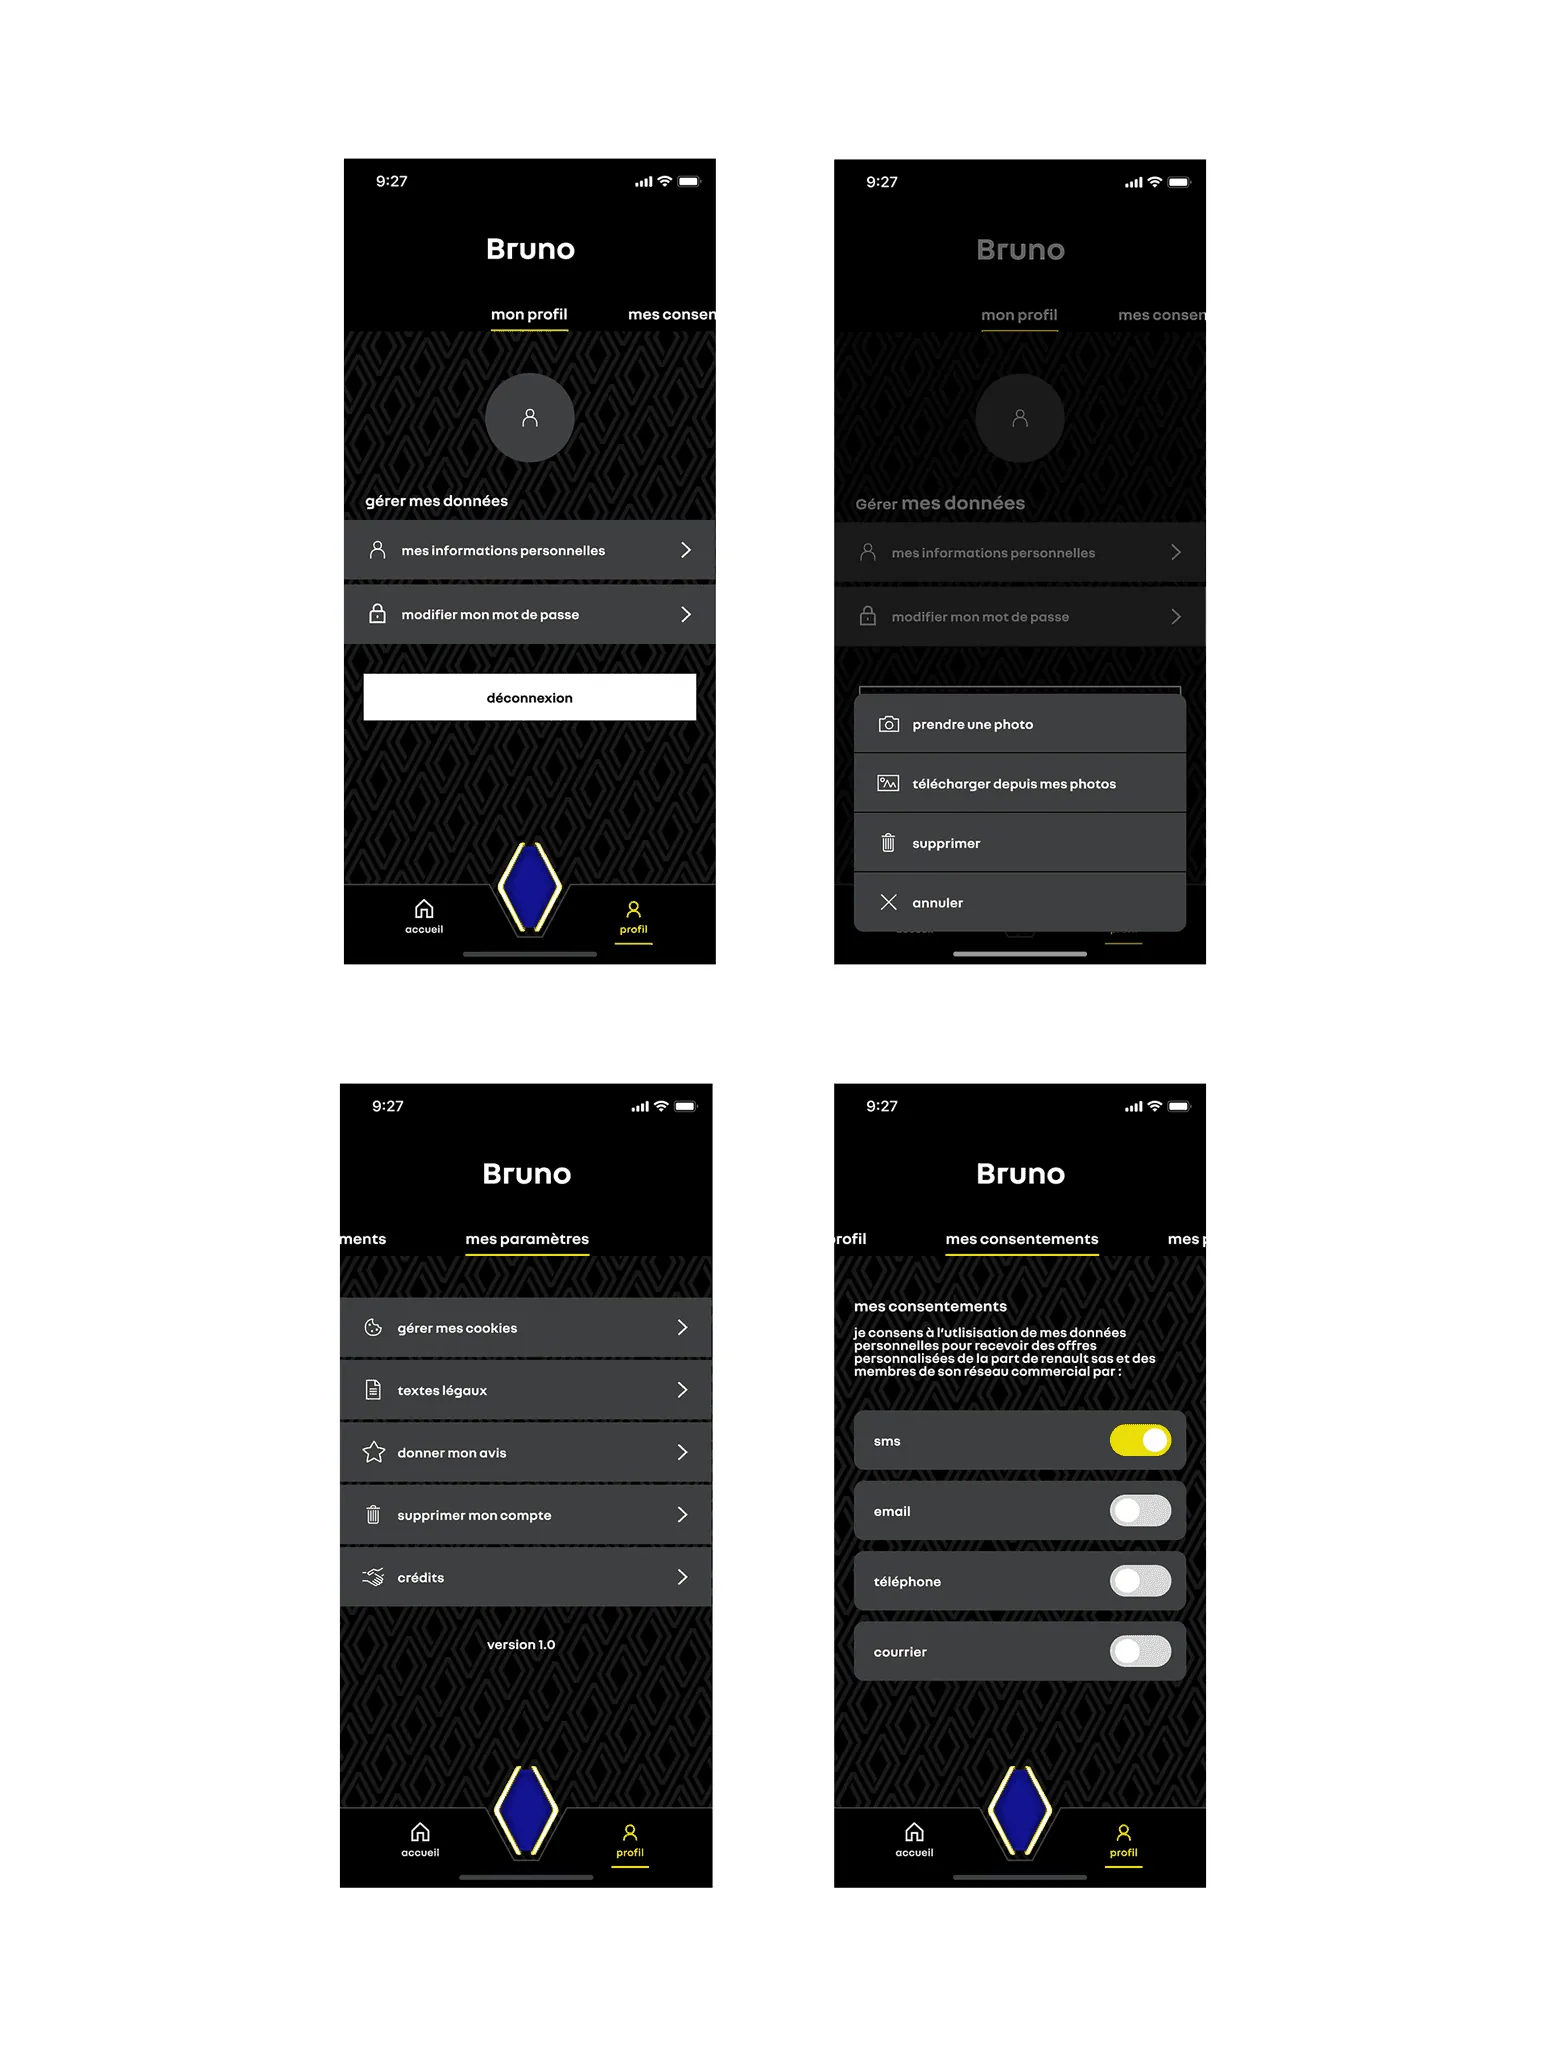 9:27
Bruno
mon profil
mes consen
gérer mes données
mes informations personnelles
modifier mon mot de passe
déconnexion
accueil
profil
9:27
Bruno
mon profil
mes consen
Gérer mes données
mes informations personnelles
modifier mon mot de passe
prendre une photo
télécharger depuis mes photos
supprimer
annuler
9:27
Bruno
ments
mes paramètres
gérer mes cookies
textes légaux
donner mon avis
supprimer mon compte
crédits
version 1.0
accueil
profil
9:27
Bruno
rofil
mes consentements
mes p
mes consentements
je consens à l'utlisisation de mes données
personnelles pour recevoir des offres
personnalisées de la part de renault sas et des
membres de son réseau commercial par :
sms
email
téléphone
courrier
accueil
profil